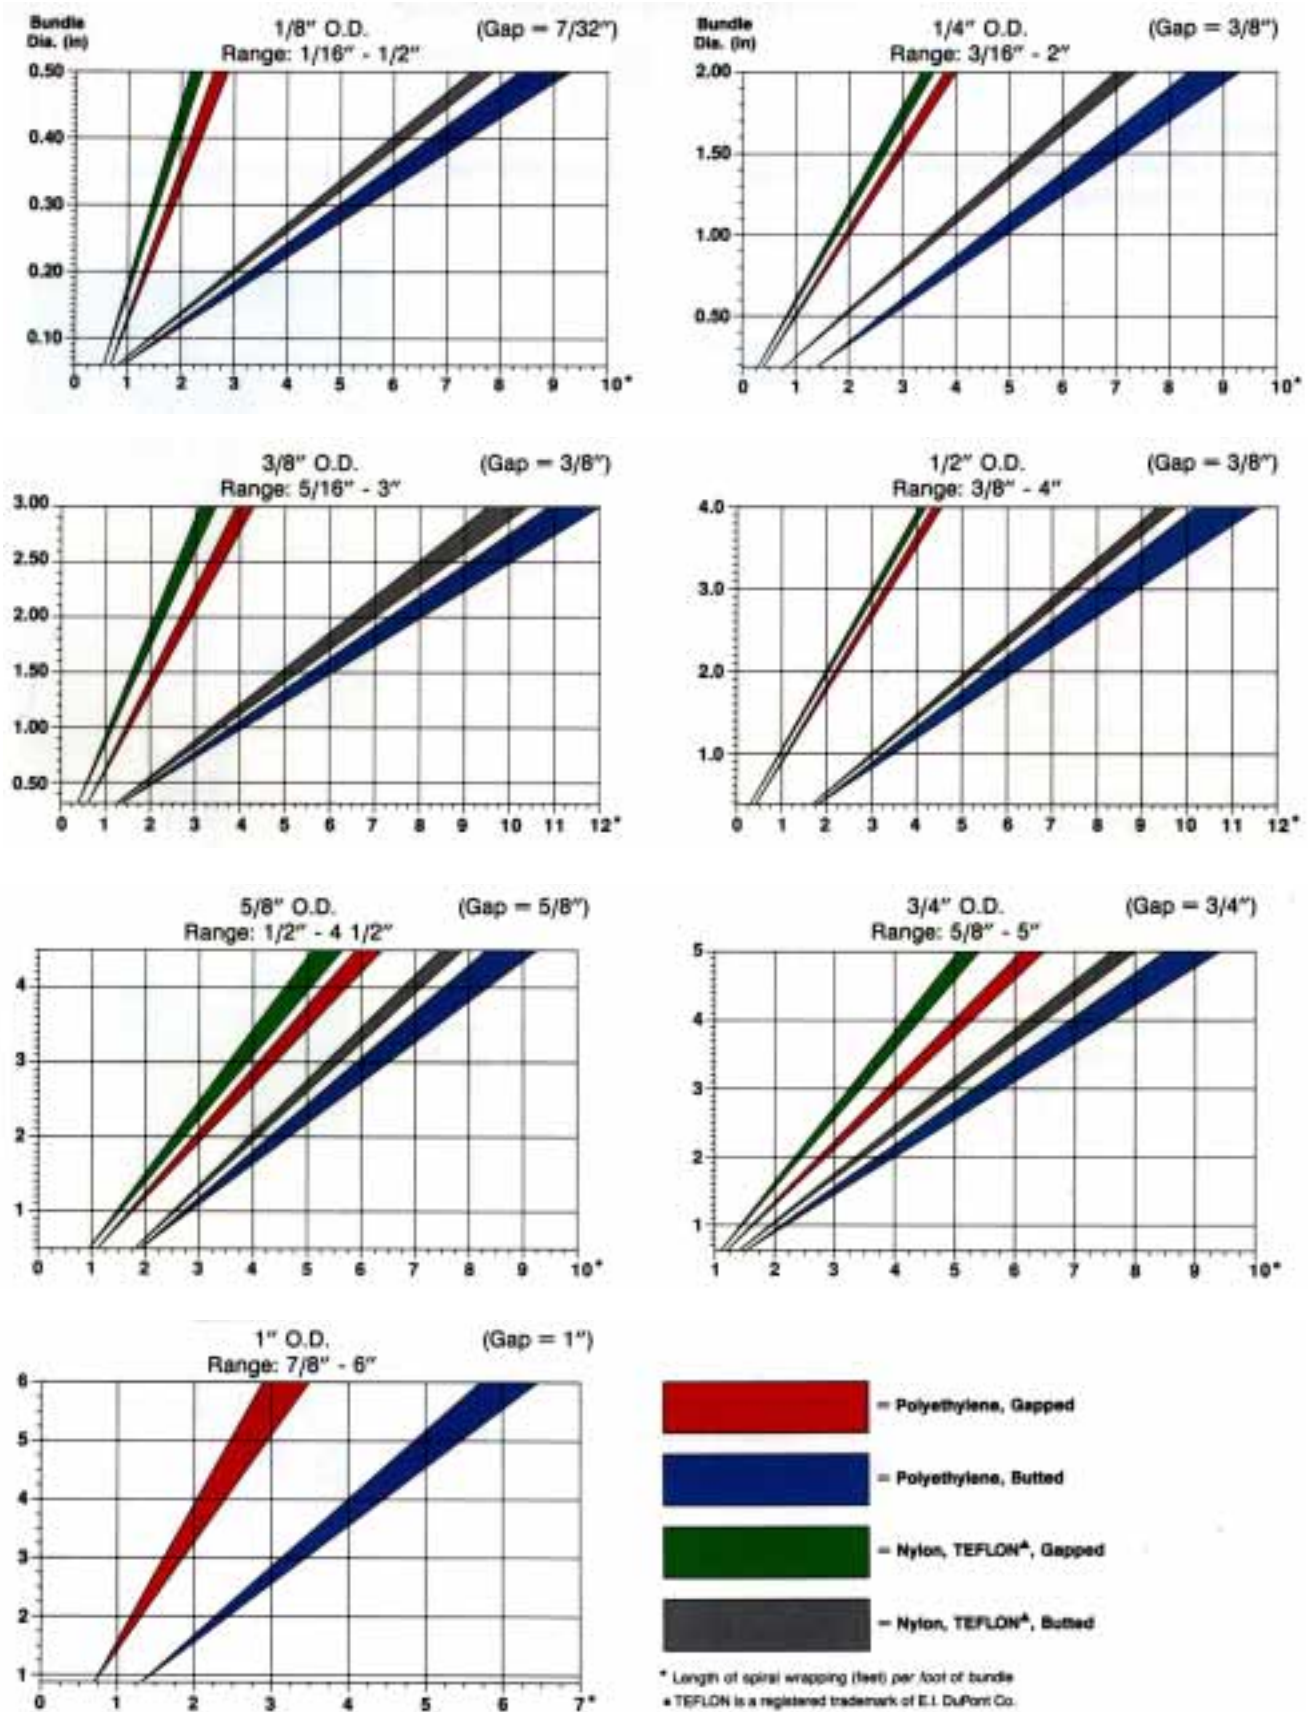 Bundle
Dia. (in)
1/8" O.D.
(Gap = 7/32")
Range: 1/16" - 1/2"
0.50
0.40
0.30
0.20
0.10
0 1 2 3 4 5 6 7 8 9 10*
Bundle
Dia. (in)
1/4" O.D.
(Gap = 3/8")
Range: 3/16" - 2"
2.00
1.50
1.00
0.50
0 1 2 3 4 5 6 7 8 9 10*
3/8" O.D.
(Gap = 3/8")
Range: 5/16" - 3"
3.00
2.50
2.00
1.50
1.00
0.50
0 1 2 3 4 5 6 7 8 9 10 11 12*
1/2" O.D.
(Gap = 3/8")
Range: 3/8" - 4"
4.0
3.0
2.0
1.0
0 1 2 3 4 5 6 7 8 9 10 11 12*
5/8" O.D.
(Gap = 5/8")
Range: 1/2" - 4 1/2"
4
3
2
1
0 1 2 3 4 5 6 7 8 9 10*
3/4" O.D.
(Gap = 3/4")
Range: 5/8" - 5"
5
4
3
2
1
1 2 3 4 5 6 7 8 9 10*
1" O.D.
(Gap = 1")
Range: 7/8" - 6"
6
5
4
3
2
1
0 1 2 3 4 5 6 7*
= Polyethylene, Gapped
= Polyethylene, Butted
= Nylon, TEFLON▲, Gapped
= Nylon, TEFLON▲, Butted
* Length of spiral wrapping (feet) per foot of bundle
▲ TEFLON is a registered trademark of E.I. DuPont Co.